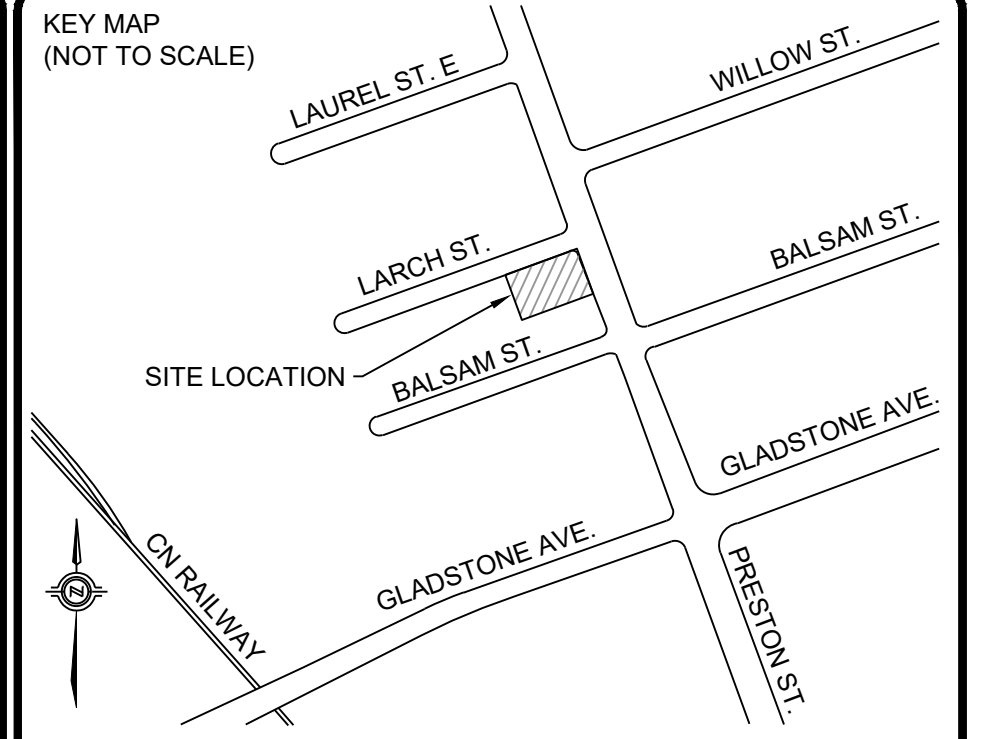 KEY MAP
(NOT TO SCALE)
LAUREL ST. E
WILLOW ST.
LARCH ST.
BALSAM ST.
SITE LOCATION
BALSAM ST.
GLADSTONE AVE.
CN RAILWAY
GLADSTONE AVE.
PRESTON ST.
N